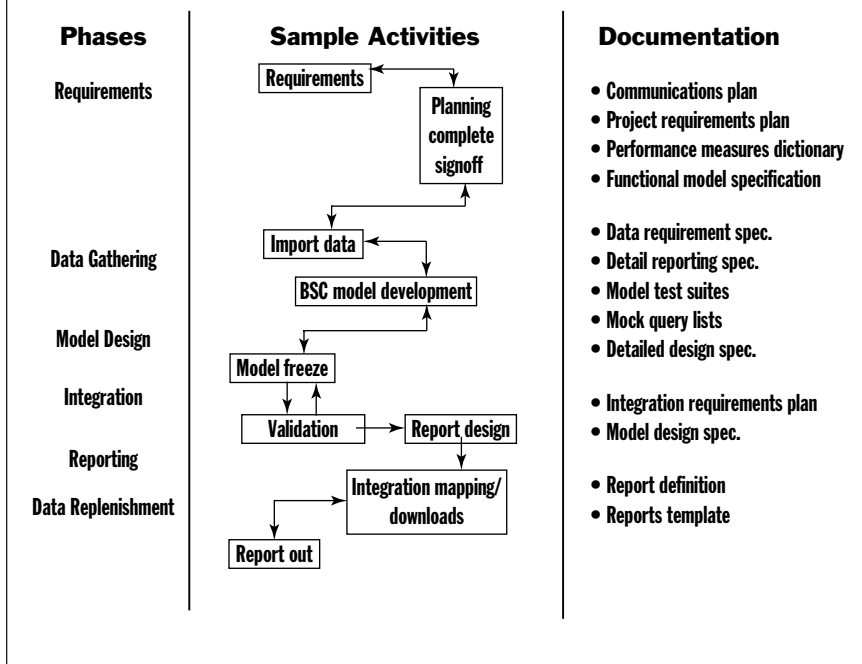 Phases
Sample Activities
Documentation
Requirements
Data Gathering
Model Design
Integration
Reporting
Data Replenishment
Requirements
Planning
complete
signoff
Import data
BSC model development
Model freeze
Validation
Report design
Integration mapping/
downloads
Report out
• Communications plan
• Project requirements plan
• Performance measures dictionary
• Functional model specification
• Data requirement spec.
• Detail reporting spec.
• Model test suites
• Mock query lists
• Detailed design spec.
• Integration requirements plan
• Model design spec.
• Report definition
• Reports template